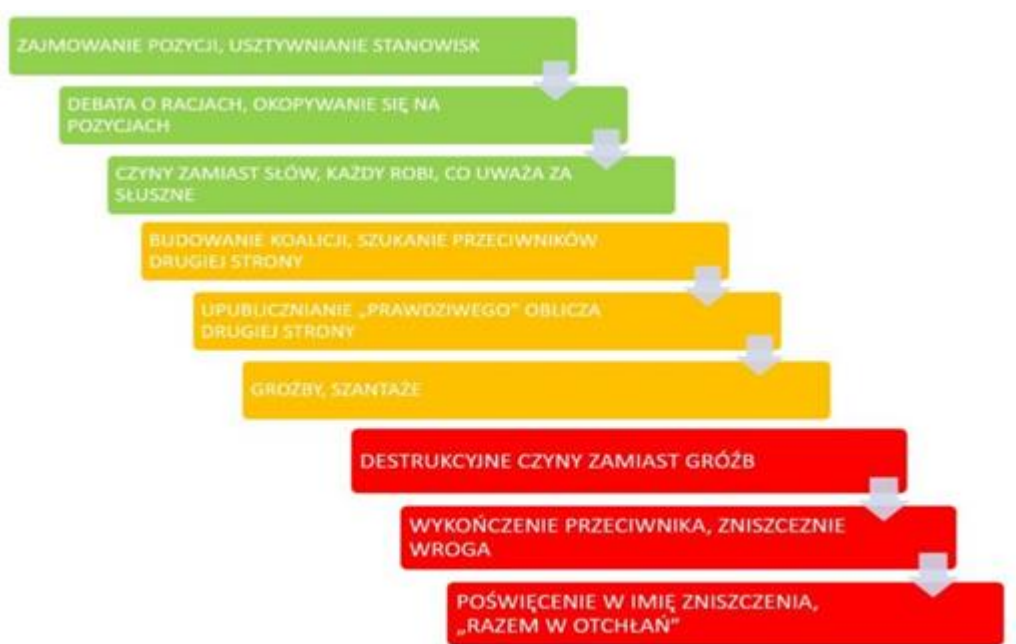 ZAJMOWANIE POZYCJI, USZTYWNIANIE STANOWISK
DEBATA O RACJACH, OKOPYWANIE SIĘ NA
POZYCJACH
CZYNY ZAMIAST SŁÓW, KAŻDY ROBI, CO UWAŻA ZA
SŁUSZNE
BUDOWANIE KOALICJI, SZUKANIE PRZECIWNIKÓW
DRUGIEJ STRONY
UPUBLICZNIANIE „PRAWDZIWEGO” OBLICZA
DRUGIEJ STRONY
GROŹBY, SZANTAŻE
DESTRUKCYJNE CZYNY ZAMIAST GRÓŹB
WYKOŃCZENIE PRZECIWNIKA, ZNISZCEZNIE
WROGA
POŚWIĘCENIE W IMIĘ ZNISZCZENIA,
„RAZEM W OTCHŁAŃ”